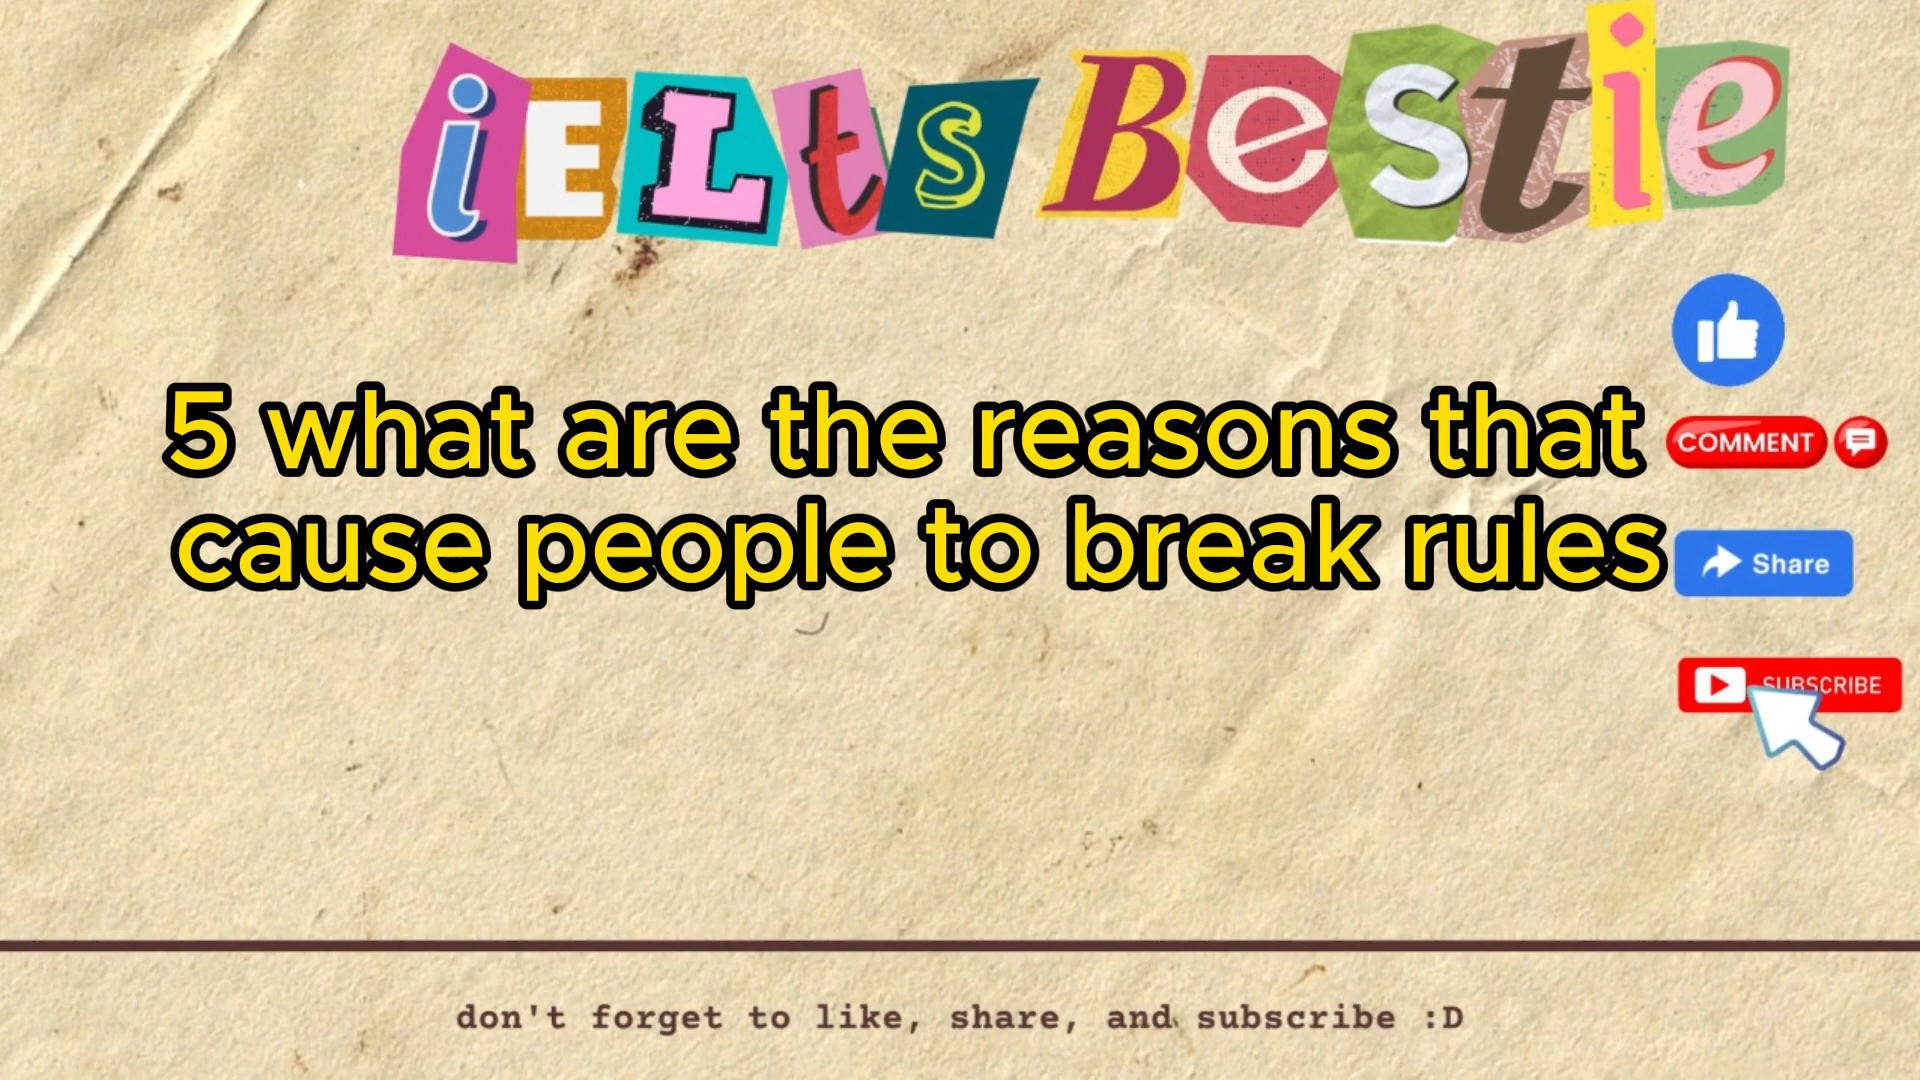 iELts Bestie
5 what are the reasons that
cause people to break rules
COMMENT
Share
SUBSCRIBE
don't forget to like, share, and subscribe :D